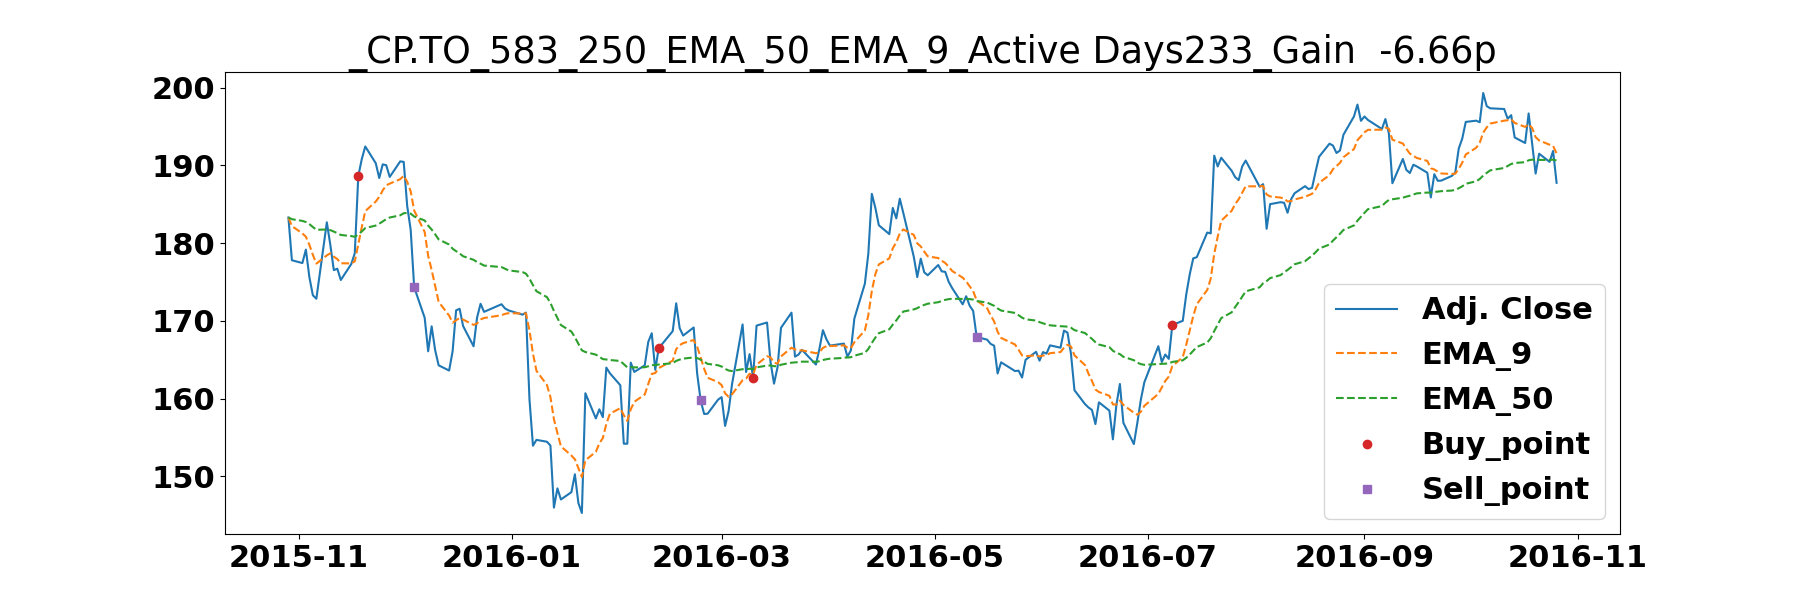 _CP.TO_583_250_EMA_50_EMA_9_Active Days233_Gain  -6.66p
200
190
180
170
160
150
Adj. Close
EMA_9
EMA_50
Buy_point
Sell_point
2015-11 2016-01 2016-03 2016-05 2016-07 2016-09 2016-11